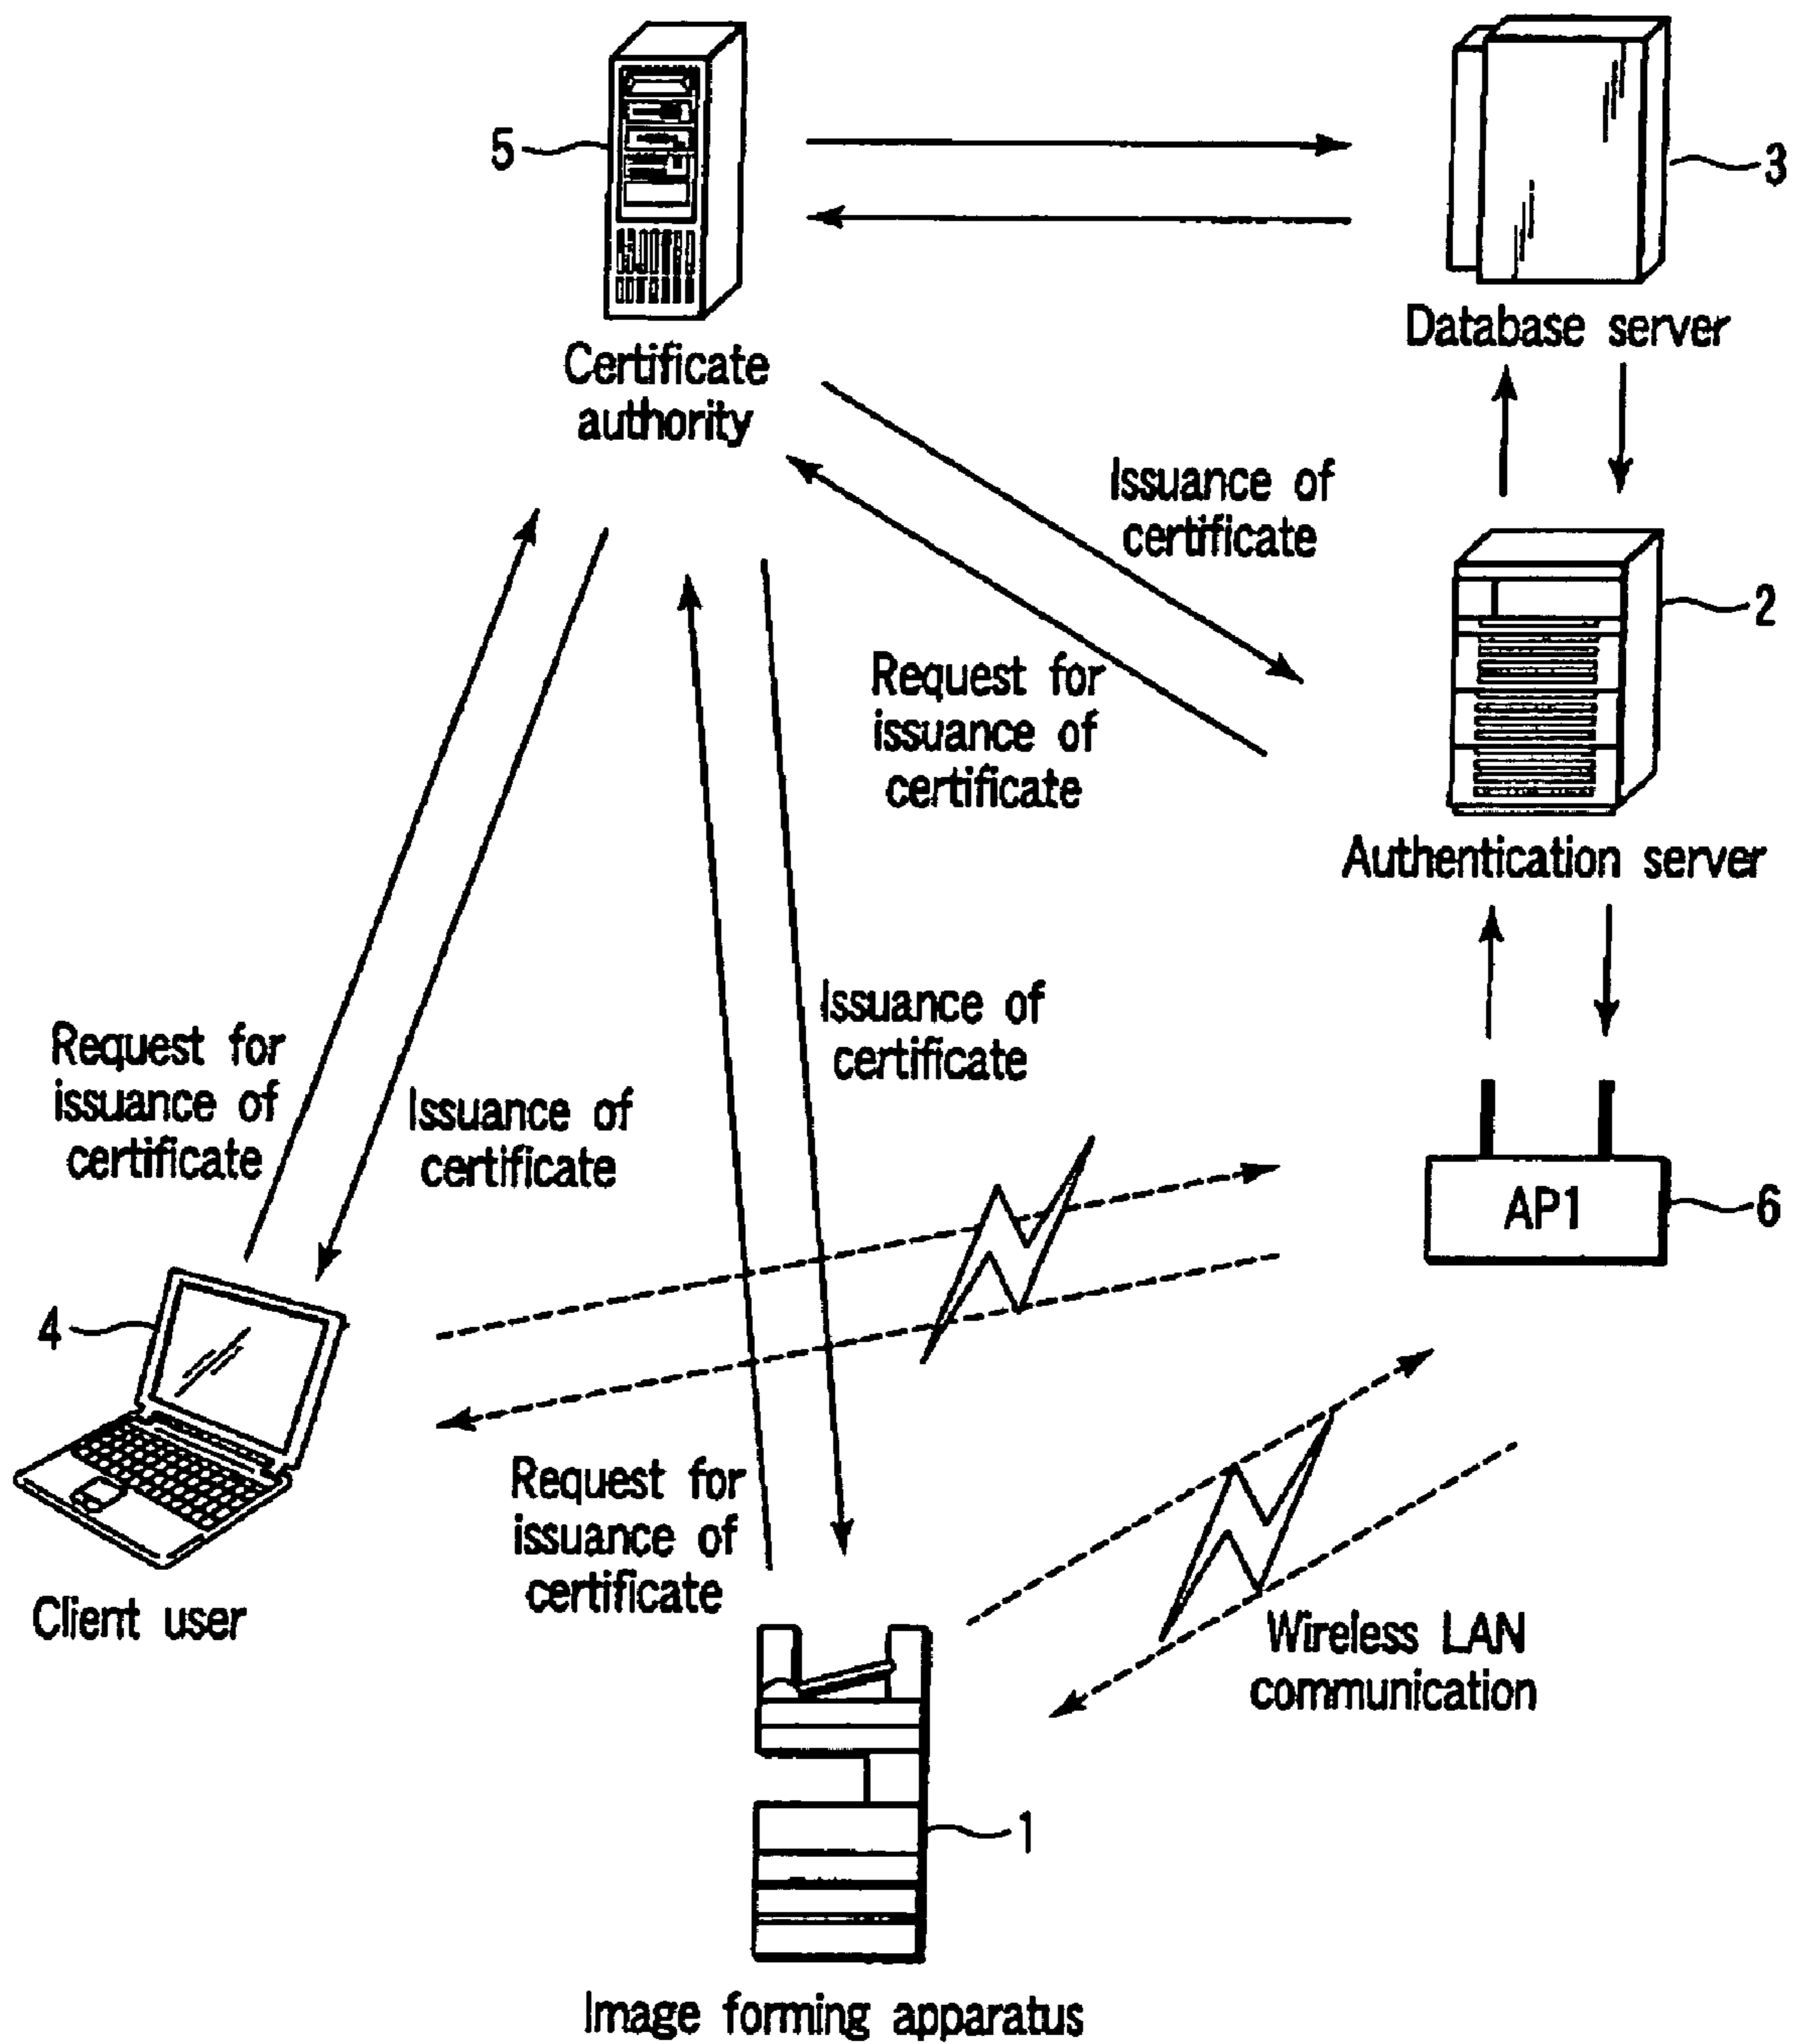 5
3
Database server
Certificate
authority
Issuance of
certificate
2
Request for
issuance of
certificate
Authentication server
Issuance of
certificate
Request for
issuance of
certificate
Issuance of
certificate
AP1
6
4
Request for
issuance of
certificate
Client user
Wireless LAN
communication
1
Image forming apparatus